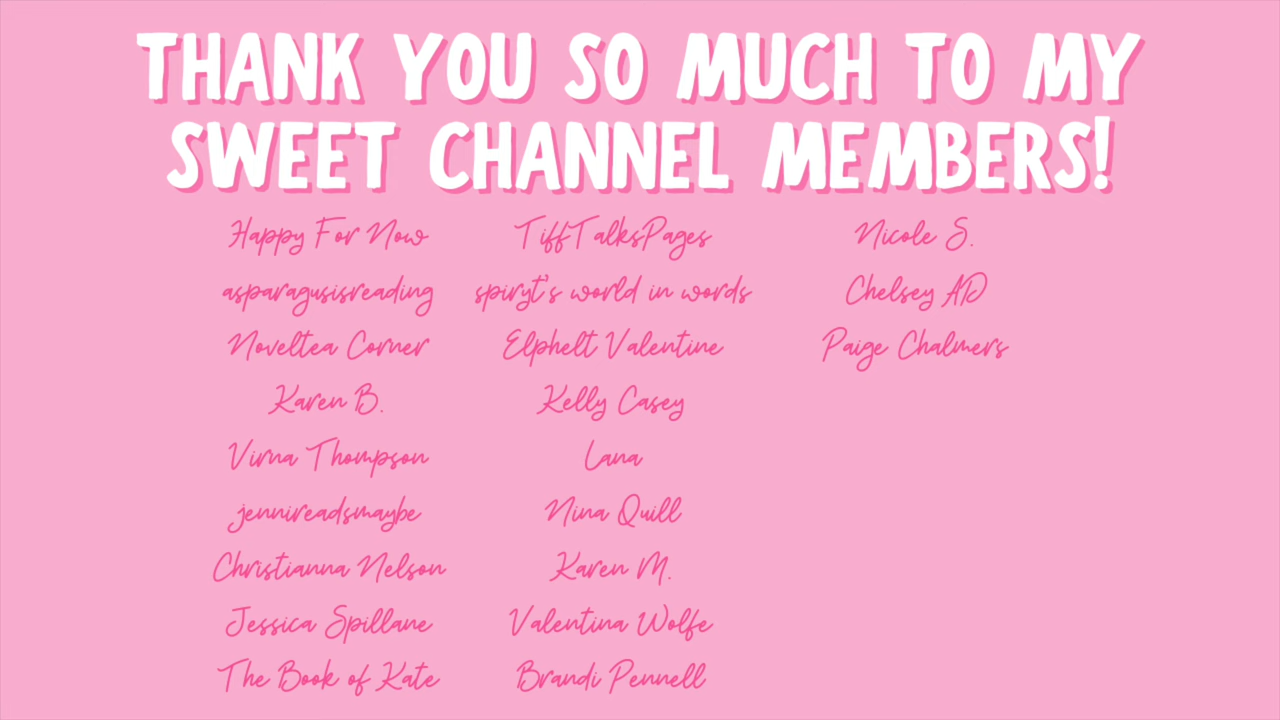 THANK YOU SO MUCH TO MY
SWEET CHANNEL MEMBERS!
Happy For Now
asparagusisreading
Noveltea Corner
Karen B.
Virna Thompson
jennireadsmaybe
Christianna Nelson
Jessica Spillane
The Book of Kate
TiffTalksPages
spiryt's world in words
Elphelt Valentine
Kelly Casey
Lana
Nina Quill
Karen M.
Valentina Wolfe
Brandi Pennell
Nicole S.
Chelsey AD
Paige Chalmers